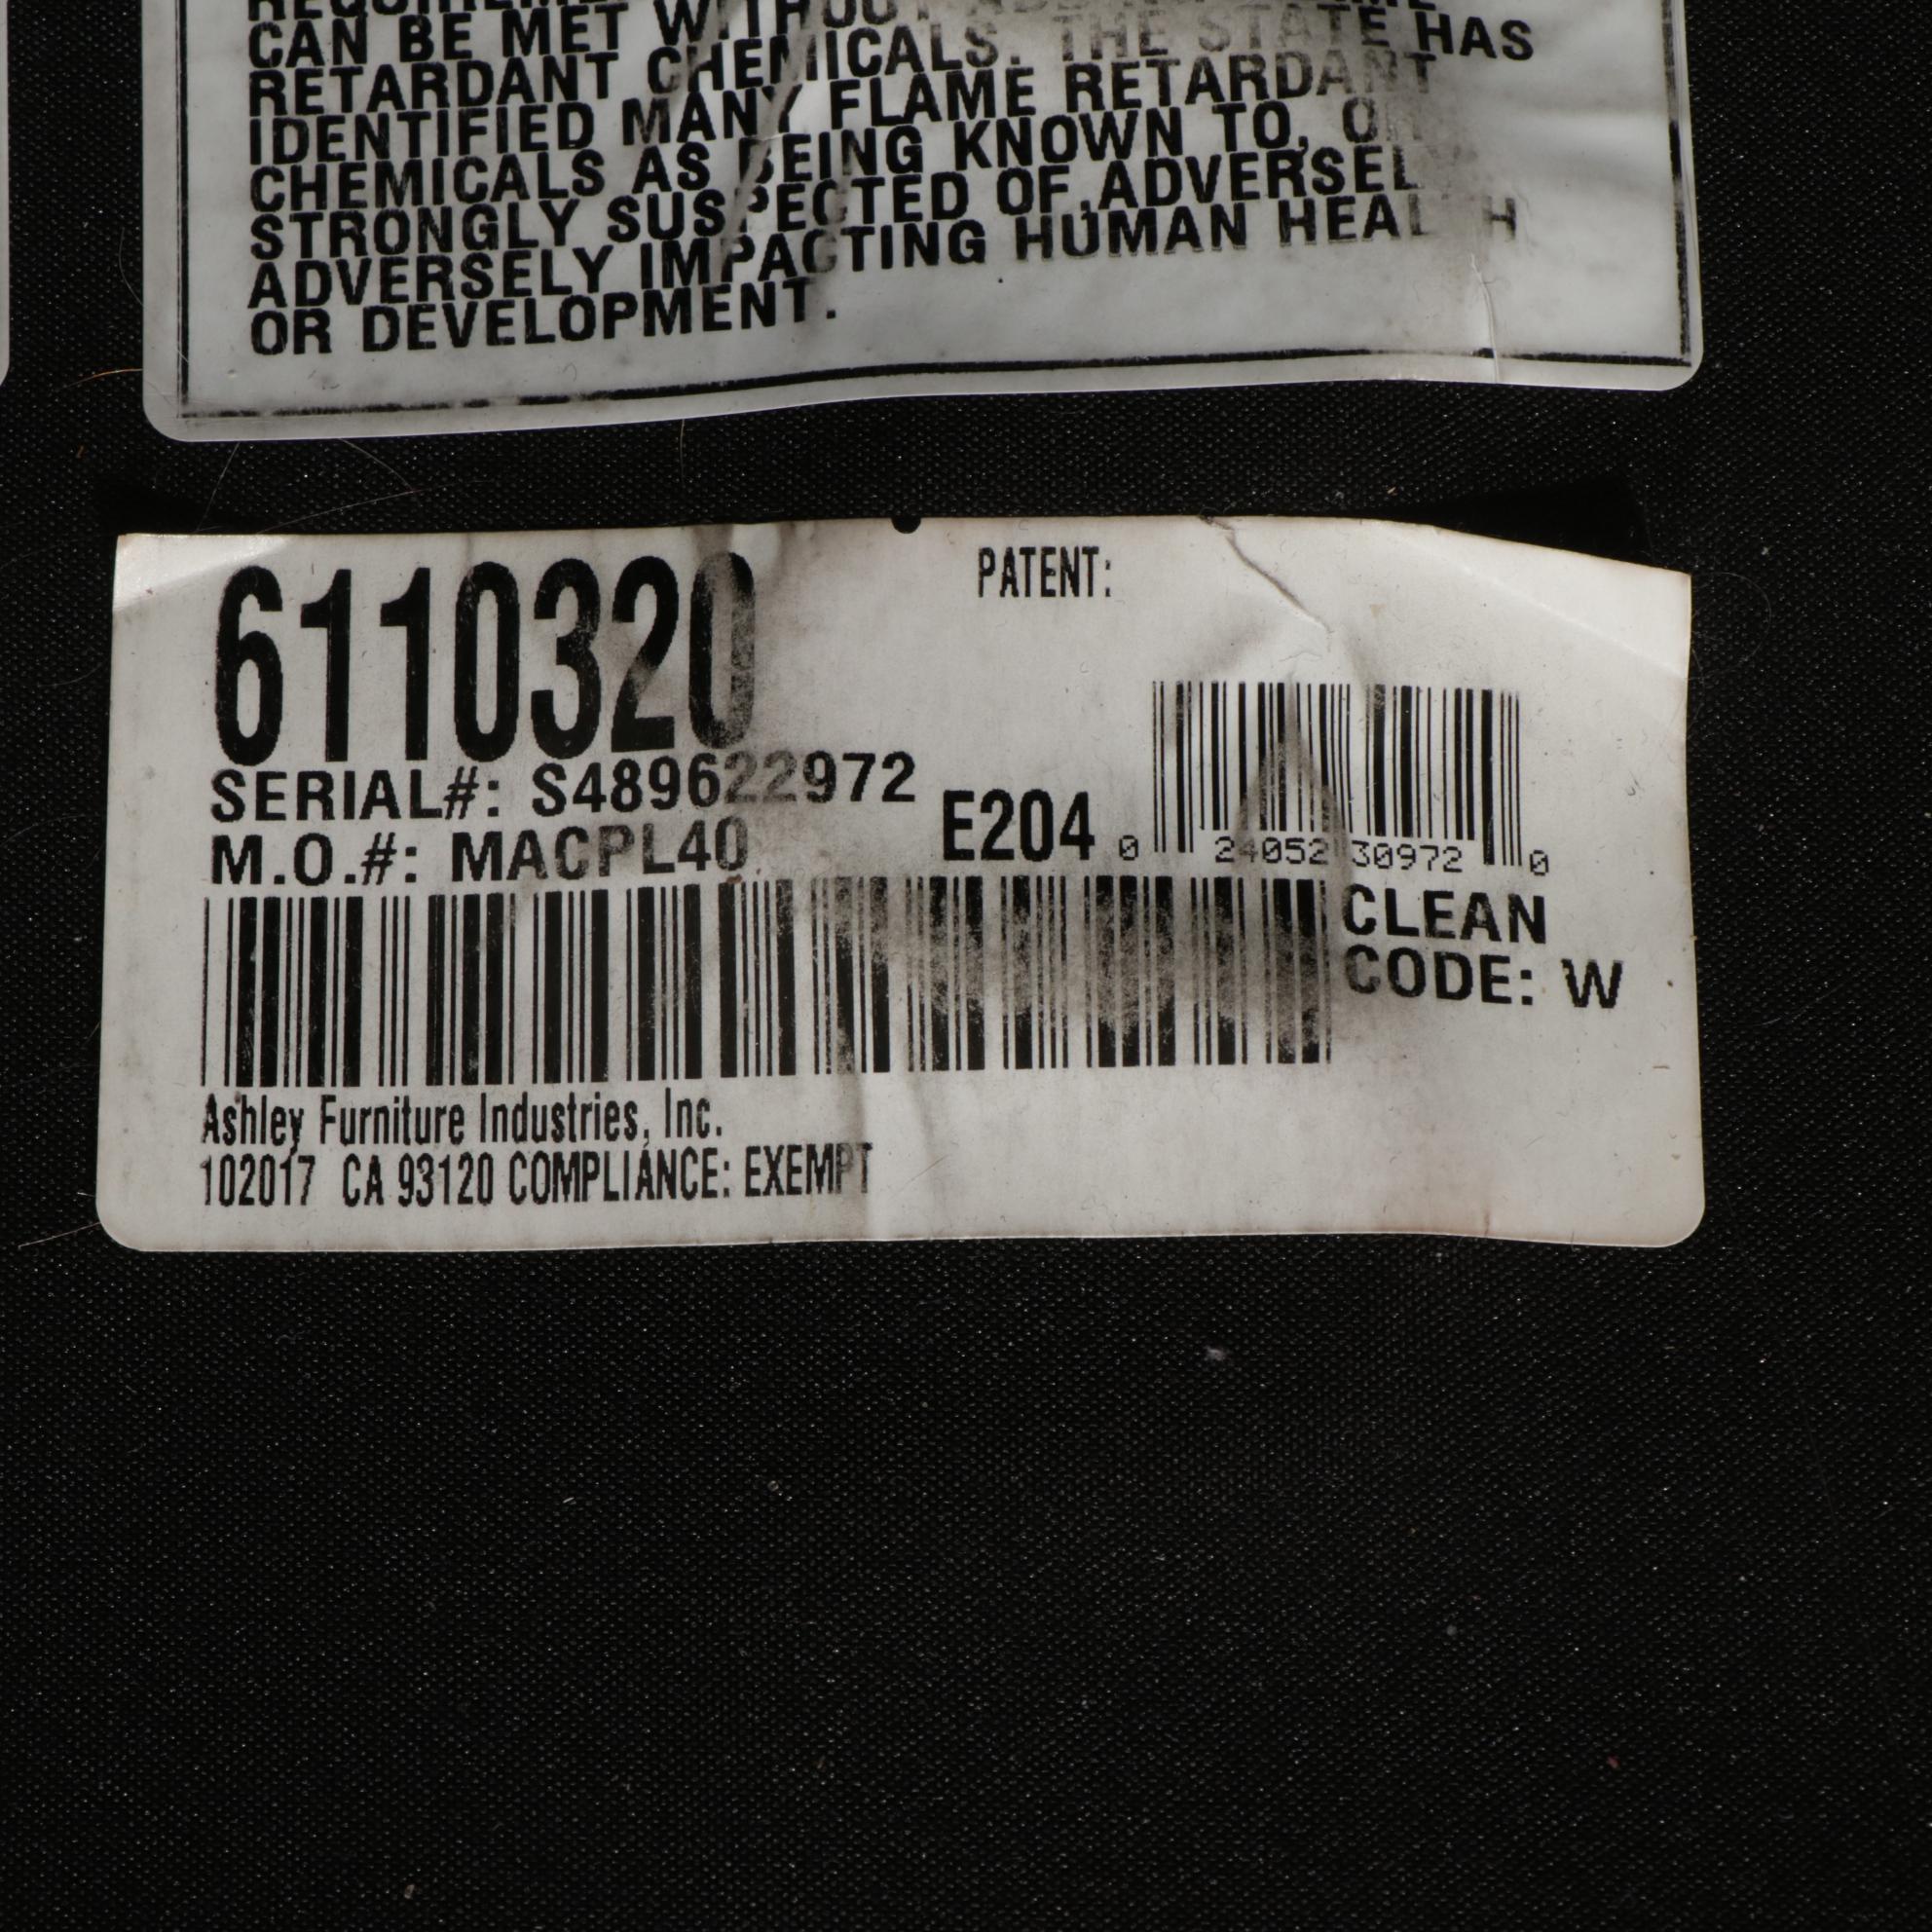 CAN BE MET WITHOUT
RETARDANT CHEMICALS. THE STATE HAS
IDENTIFIED MANY FLAME RETARDANT
CHEMICALS AS BEING KNOWN TO, OR
STRONGLY SUSPECTED OF,ADVERSELY
ADVERSELY IMPACTING HUMAN HEALTH
OR DEVELOPMENT.
6110320
PATENT:
SERIAL#: S489622972
M.O.#: MACPL40
E204
0 24052 30972 0
CLEAN
CODE: W
Ashley Furniture Industries, Inc.
102017 CA 93120 COMPLIANCE: EXEMPT